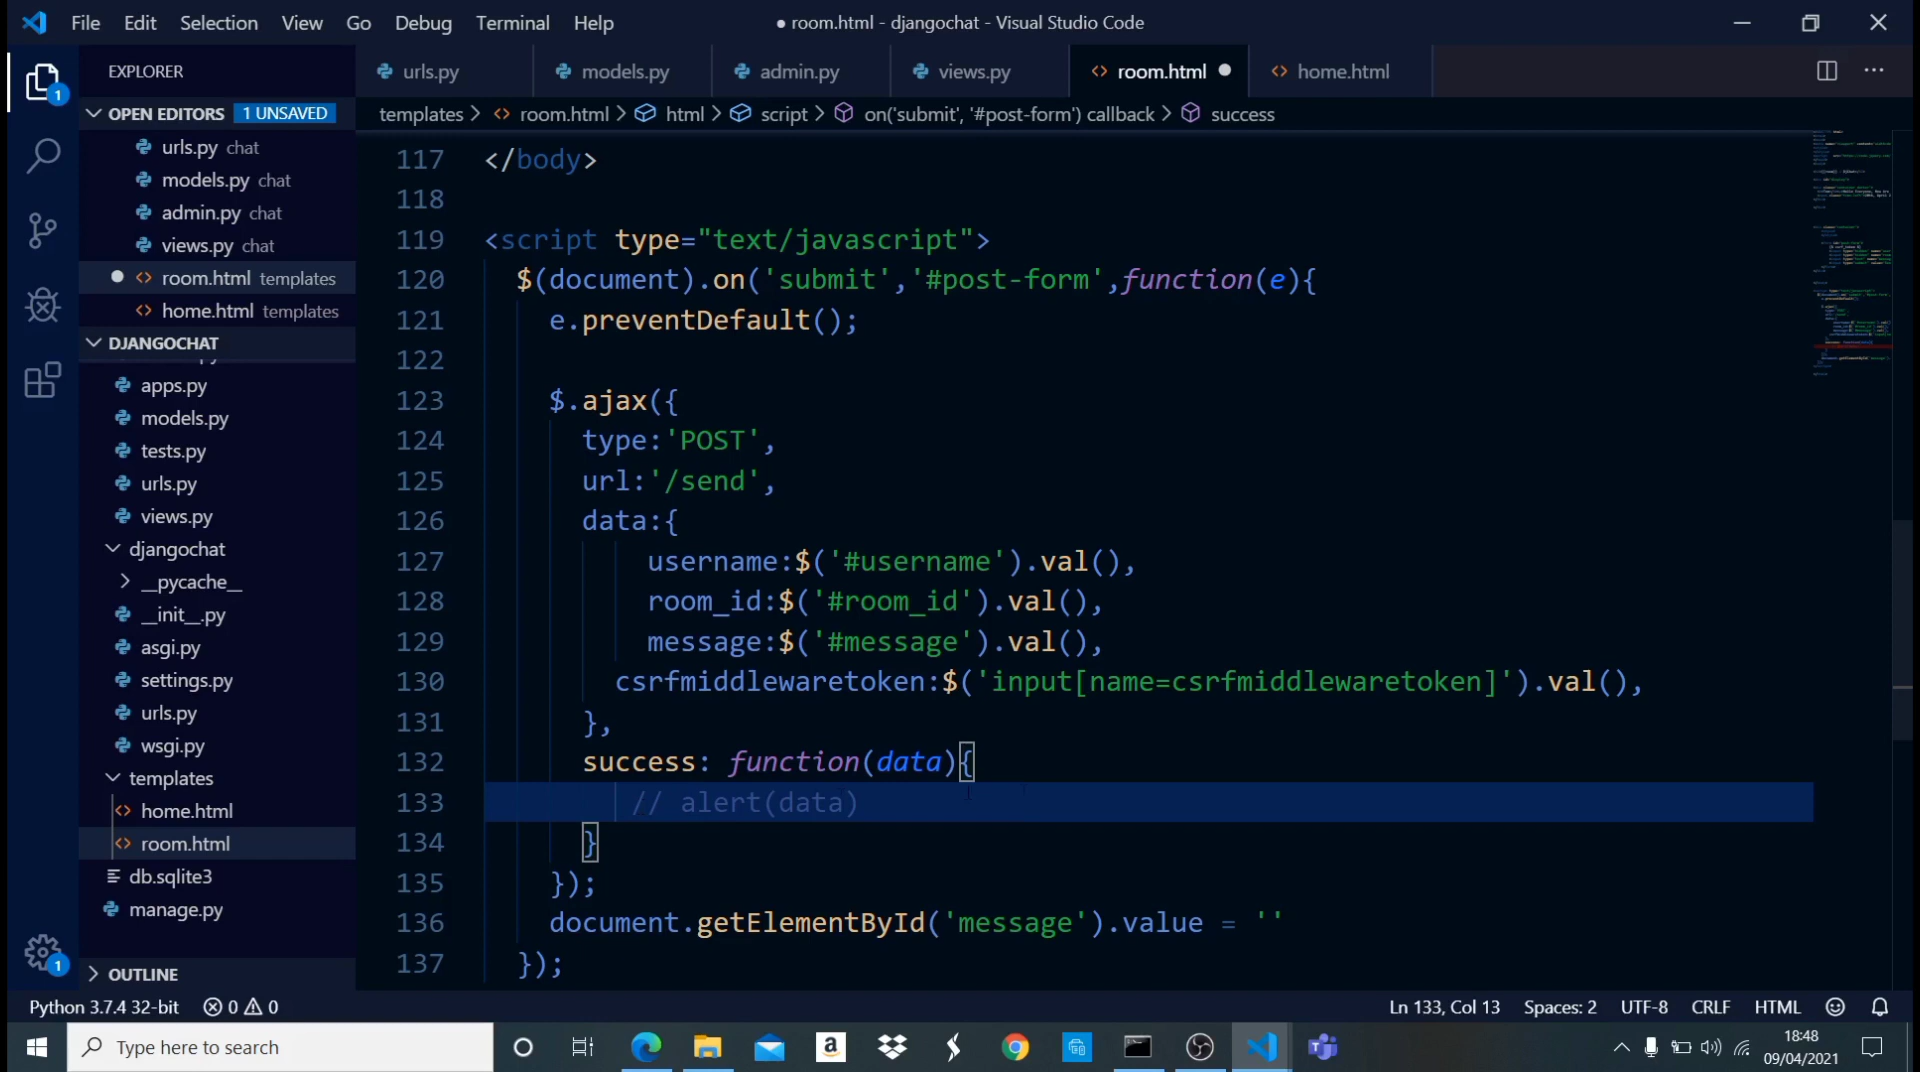 File Edit Selection View Go Debug Terminal Help
● room.html - djangochat - Visual Studio Code
EXPLORER
urls.py models.py admin.py views.py room.html home.html
OPEN EDITORS 1 UNSAVED
templates > room.html > html > script > on('submit', '#post-form') callback > success
urls.py chat
models.py chat
admin.py chat
views.py chat
room.html templates
home.html templates
DJANGOCHAT
apps.py
models.py
tests.py
urls.py
views.py
djangochat
__pycache__
__init__.py
asgi.py
settings.py
urls.py
wsgi.py
templates
home.html
room.html
db.sqlite3
manage.py
OUTLINE
117 </body>
118
119 <script type="text/javascript">
120 $(document).on('submit','#post-form',function(e){
121 e.preventDefault();
122
123 $.ajax({
124 type:'POST',
125 url:'/send',
126 data:{
127 username:$('#username').val(),
128 room_id:$('#room_id').val(),
129 message:$('#message').val(),
130 csrfmiddlewaretoken:$('input[name=csrfmiddlewaretoken]').val(),
131 },
132 success: function(data){
133 // alert(data)
134 }
135 });
136 document.getElementById('message').value = ''
137 });
1
1
Python 3.7.4 32-bit 0 0
Ln 133, Col 13 Spaces: 2 UTF-8 CRLF HTML
Type here to search
18:48
09/04/2021